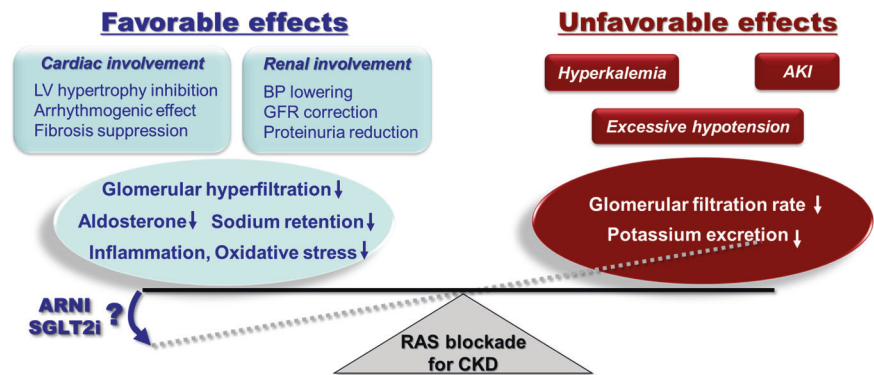 Favorable effects
Cardiac involvement
LV hypertrophy inhibition
Arrhythmogenic effect
Fibrosis suppression
Renal involvement
BP lowering
GFR correction
Proteinuria reduction
Glomerular hyperfiltration ↓
Aldosterone ↓ Sodium retention ↓
Inflammation, Oxidative stress ↓
Unfavorable effects
Hyperkalemia
AKI
Excessive hypotension
Glomerular filtration rate ↓
Potassium excretion ↓
ARNI
SGLT2i
?
RAS blockade
for CKD